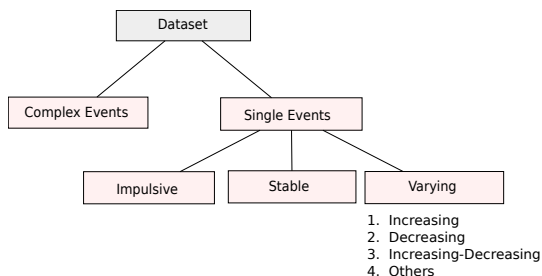 Dataset
Complex Events
Single Events
Impulsive
Stable
Varying
1. Increasing
2. Decreasing
3. Increasing-Decreasing
4. Others